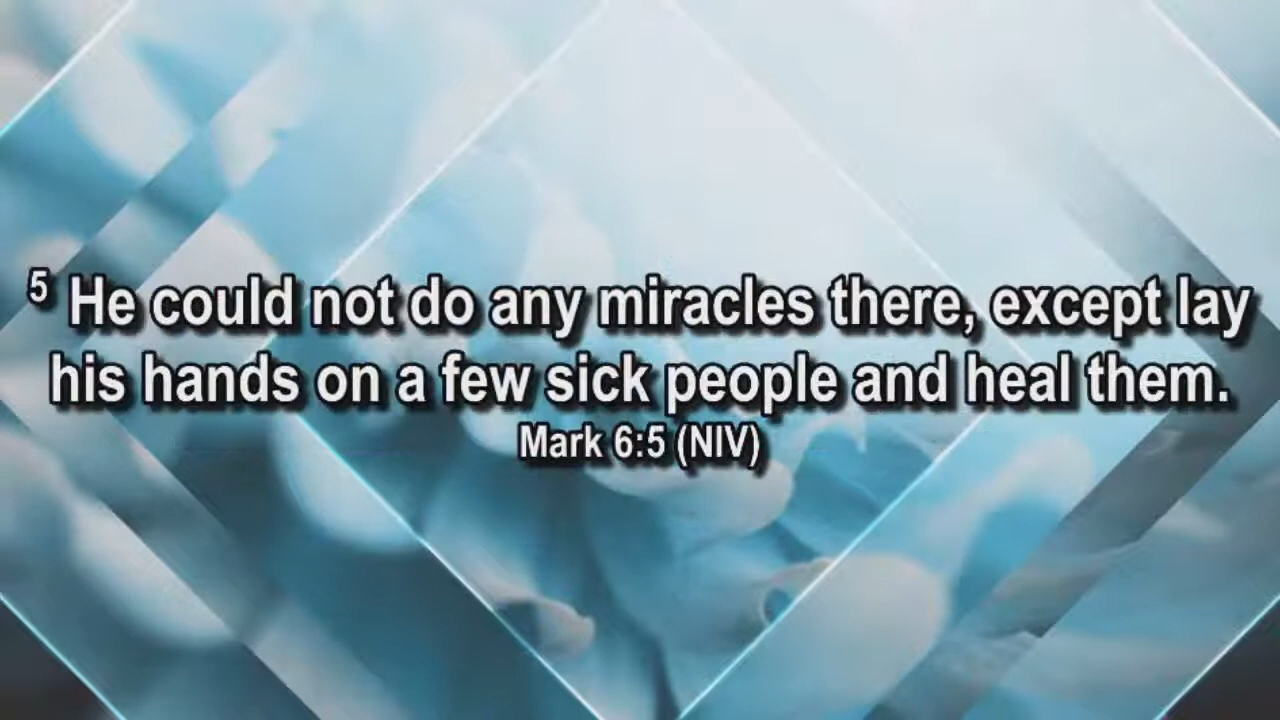 5 He could not do any miracles there, except lay
his hands on a few sick people and heal them.
Mark 6:5 (NIV)